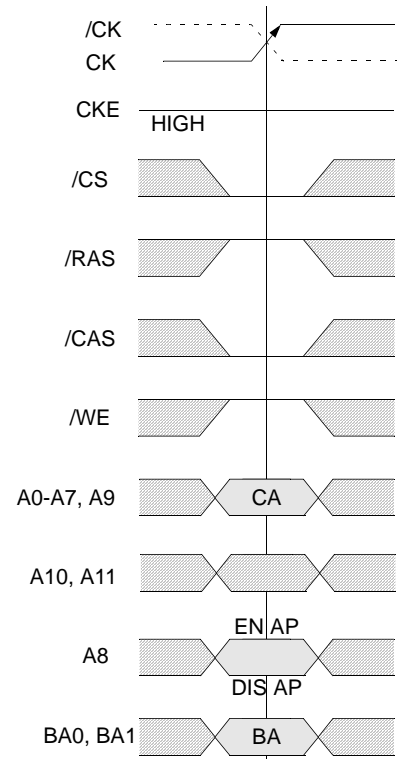 /CK
CK
CKE
HIGH
/CS
/RAS
/CAS
/WE
A0-A7, A9
CA
A10, A11
EN AP
A8
DIS AP
BA0, BA1
BA